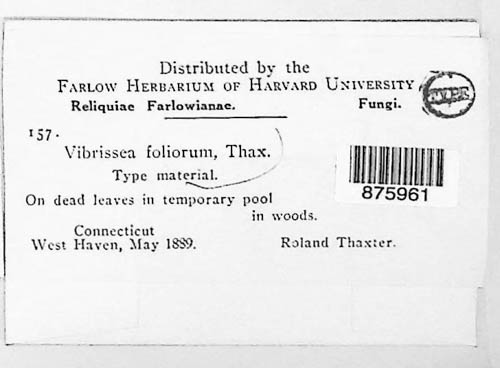 Distributed by the
FARLOW HERBARIUM OF HARVARD UNIVERSITY
Reliquiae Farlowianae. Fungi.
TYPE
157.
Vibrissea foliorum, Thax.
Type material.
875961
On dead leaves in temporary pool
in woods.
Connecticut
West Haven, May 1889. Roland Thaxter.